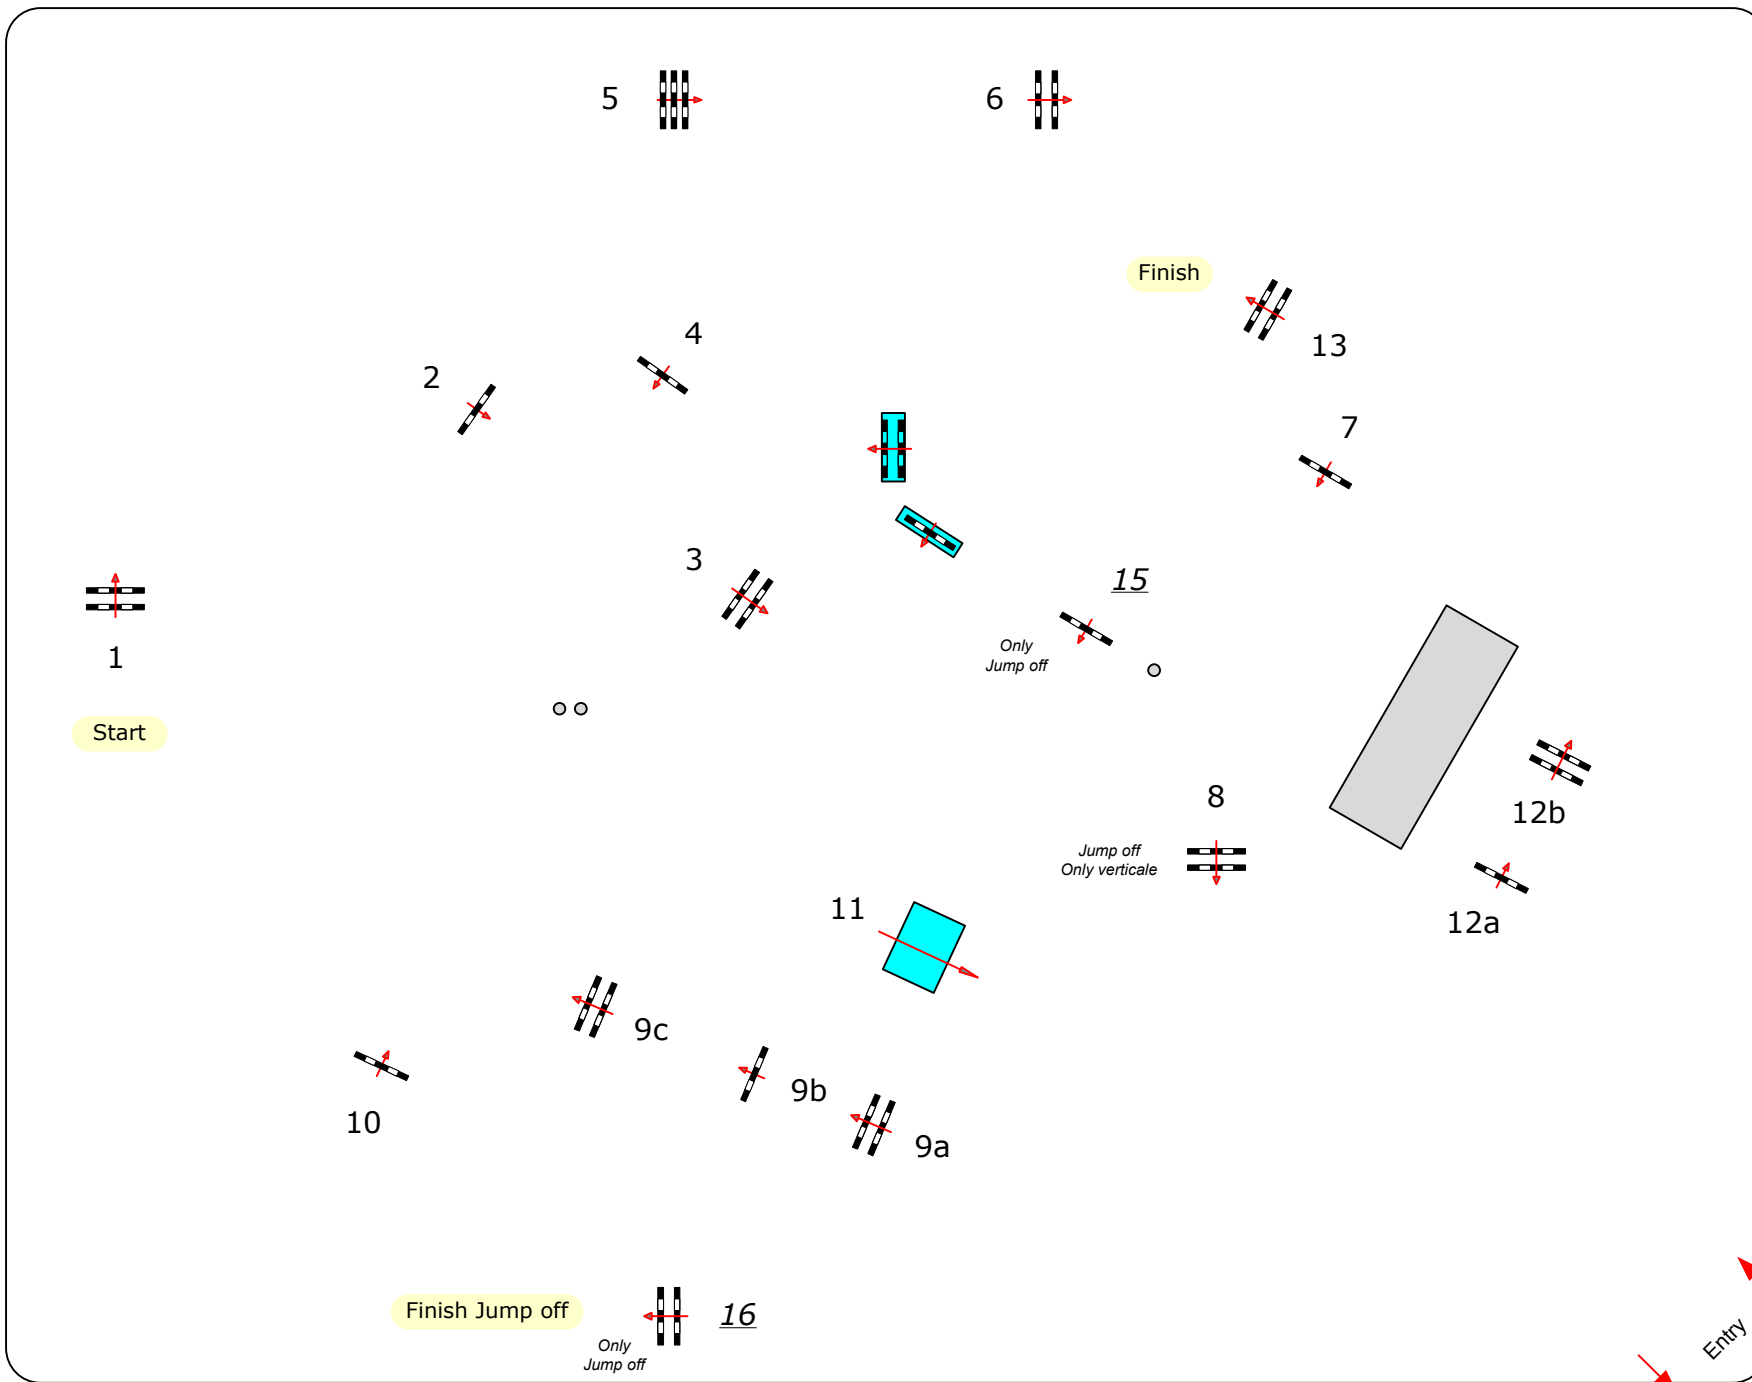 5
6
Finish
13
4
2
7
3
15
Only
Jump off
1
Start
8
12b
Jump off
Only verticale
11
12a
9c
9b
10
9a
Finish Jump off
16
Only
Jump off
Entry